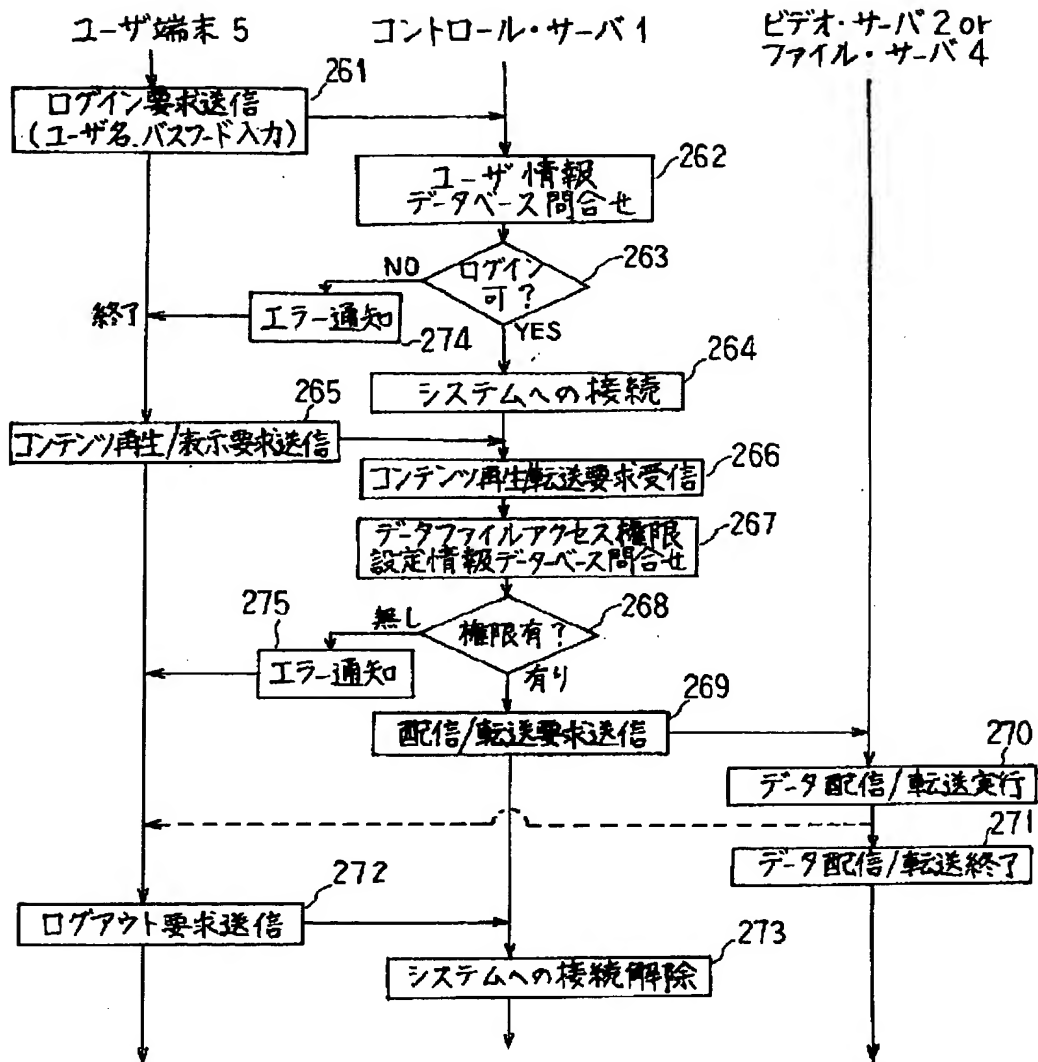 ユーザ端末 5
コントロール・サーバ 1
ビデオ・サーバ 2 or
ファイル・サーバ 4
261
ログイン要求送信
(ユーザ名、パスワード入力)
262
ユーザ情報
データベース問合せ
263
ログイン
可?
NO
YES
エラー通知
274
終了
264
システムへの接続
265
コンテンツ再生/表示要求送信
266
コンテンツ再生/転送要求受信
267
データファイルアクセス権限
設定情報データーベース問合せ
268
権限有?
無し
有り
275
エラー通知
269
配信/転送要求送信
270
データ配信/転送実行
271
データ配信/転送終了
272
ログアウト要求送信
273
システムへの接続解除